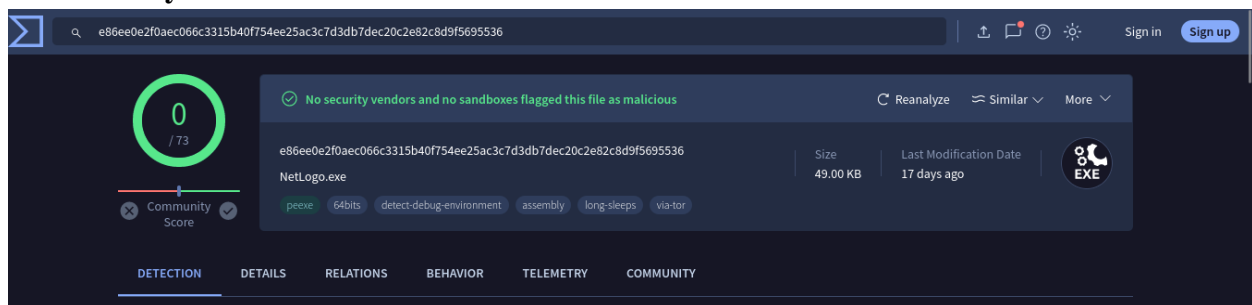 e86ee0e2f0aec066c3315b40f754ee25ac3c7d3db7dec20c2e82c8d9f5695536
Sign in
Sign up
0
/ 73
Community
Score
No security vendors and no sandboxes flagged this file as malicious
Reanalyze
Similar
More
e86ee0e2f0aec066c3315b40f754ee25ac3c7d3db7dec20c2e82c8d9f5695536
NetLogo.exe
peexe 64bits detect-debug-environment assembly long-sleeps via-tor
Size
49.00 KB
Last Modification Date
17 days ago
EXE
DETECTION DETAILS RELATIONS BEHAVIOR TELEMETRY COMMUNITY